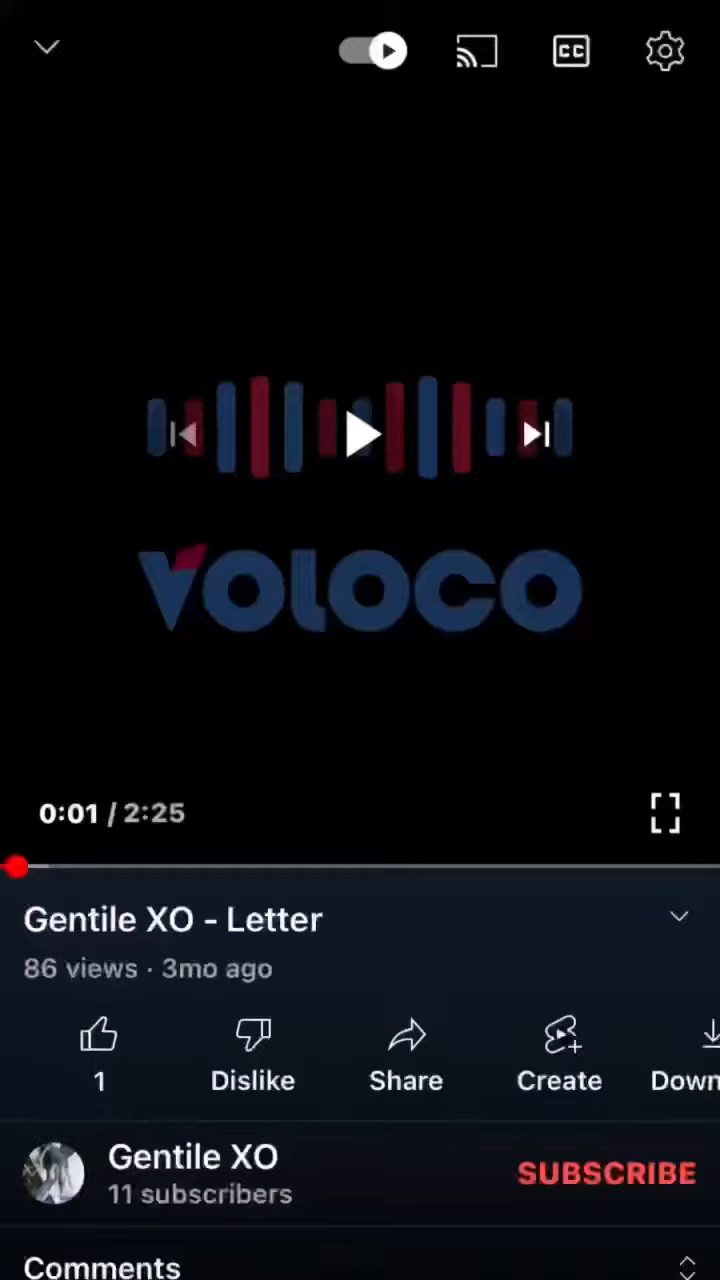 CC
VOLOCO
0:01 / 2:25
Gentile XO - Letter
86 views · 3mo ago
1
Dislike
Share
Create
Down
Gentile XO
11 subscribers
SUBSCRIBE
Comments